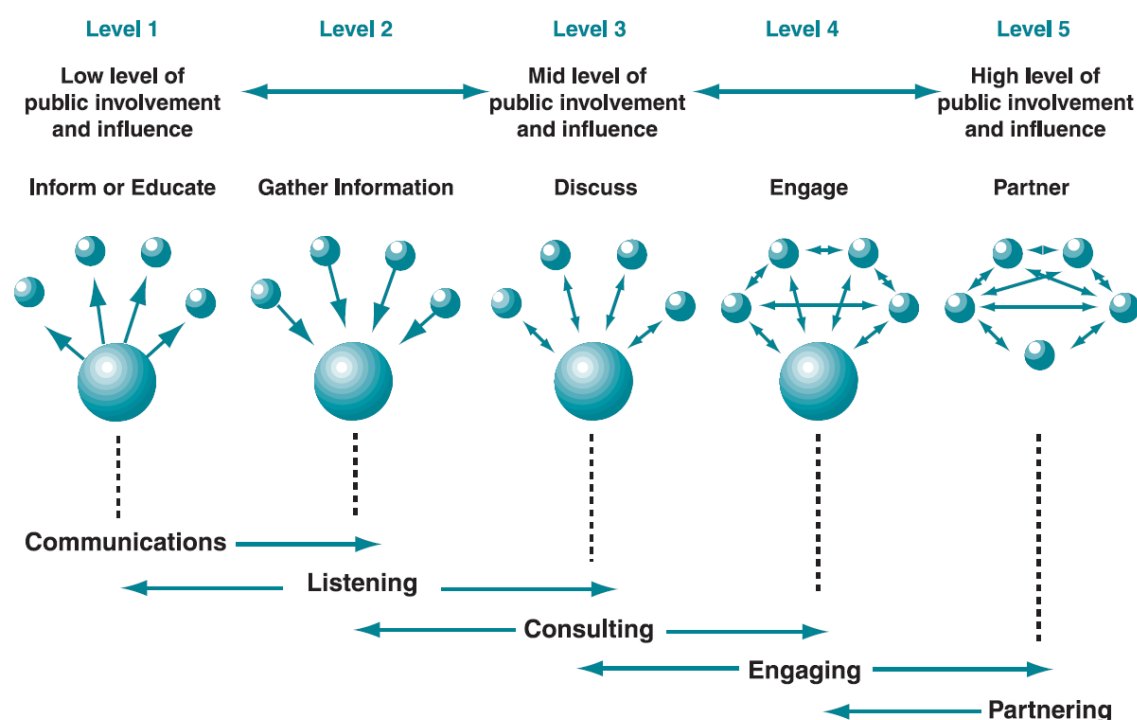 Level 1
Level 2
Level 3
Level 4
Level 5
Low level of
public involvement
and influence
Mid level of
public involvement
and influence
High level of
public involvement
and influence
Inform or Educate
Gather Information
Discuss
Engage
Partner
Communications
Listening
Consulting
Engaging
Partnering